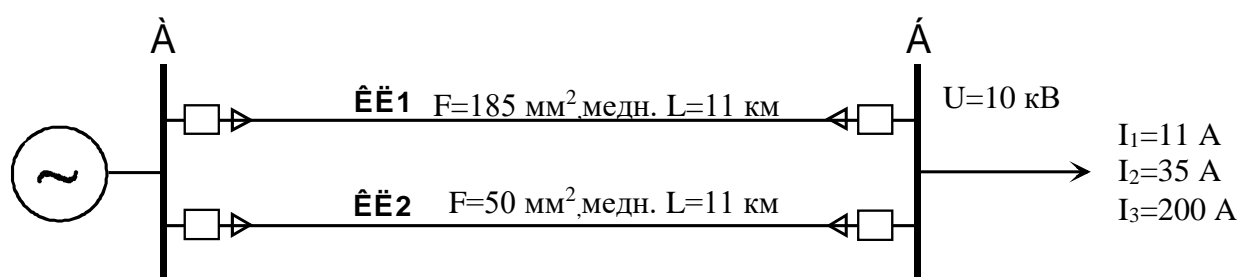 À
Á
ÊË1 F=185 мм²,медн. L=11 км
U=10 кВ
I₁=11 А
I₂=35 А
I₃=200 А
ÊË2 F=50 мм²,медн. L=11 км
~